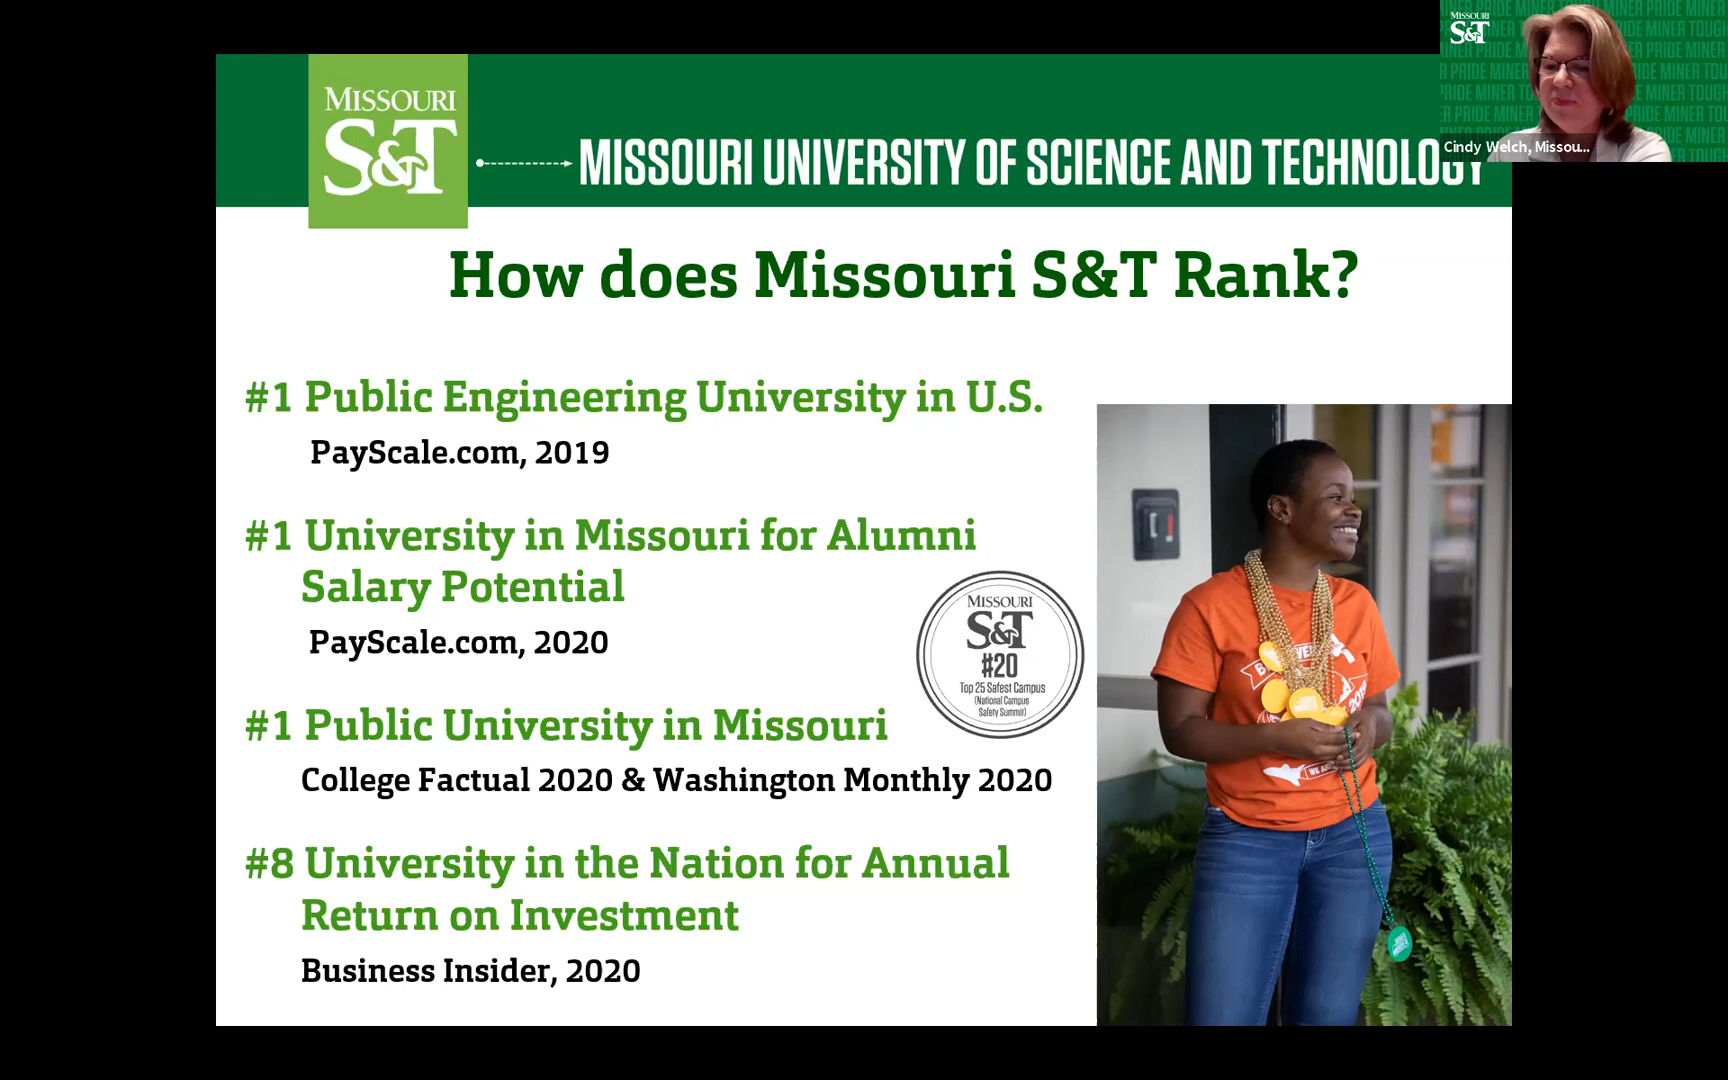 MISSOURI
S&T
MISSOURI UNIVERSITY OF SCIENCE AND TECHNOLOGY
MISSOURI
S&T
Cindy Welch, Missou...
How does Missouri S&T Rank?
#1 Public Engineering University in U.S.
PayScale.com, 2019
#1 University in Missouri for Alumni
Salary Potential
PayScale.com, 2020
MISSOURI
S&T
#20
Top 25 Safest Campus
(National Campus
Safety Summit)
#1 Public University in Missouri
College Factual 2020 & Washington Monthly 2020
#8 University in the Nation for Annual
Return on Investment
Business Insider, 2020